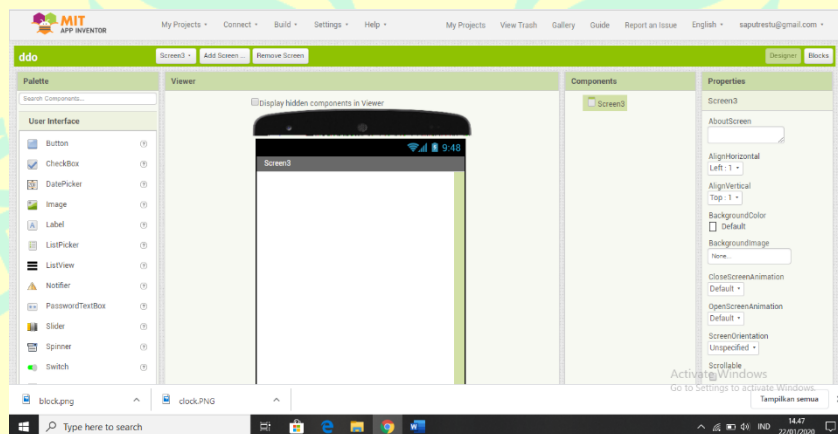 MIT
APP INVENTOR
My Projects Connect Build Settings Help My Projects View Trash Gallery Guide Report an Issue English saputrestu@gmail.com
ddo Screen3 Add Screen ... Remove Screen Designer Blocks
Palette Viewer Components Properties
Search Components...
Display hidden components in Viewer
Screen3
Screen3
User Interface
AboutScreen
Button
CheckBox
DatePicker
Image
Label
ListPicker
ListView
Notifier
PasswordTextBox
Slider
Spinner
Switch
9:48
Screen3
AlignHorizontal
Left : 1
AlignVertical
Top : 1
BackgroundColor
Default
BackgroundImage
None...
CloseScreenAnimation
Default
OpenScreenAnimation
Default
ScreenOrientation
Unspecified
Scrollable
Activate Windows
Go to Settings to activate Windows.
block.png clock.PNG Tampilkan semua
Type here to search IND 14.47
22/01/2020